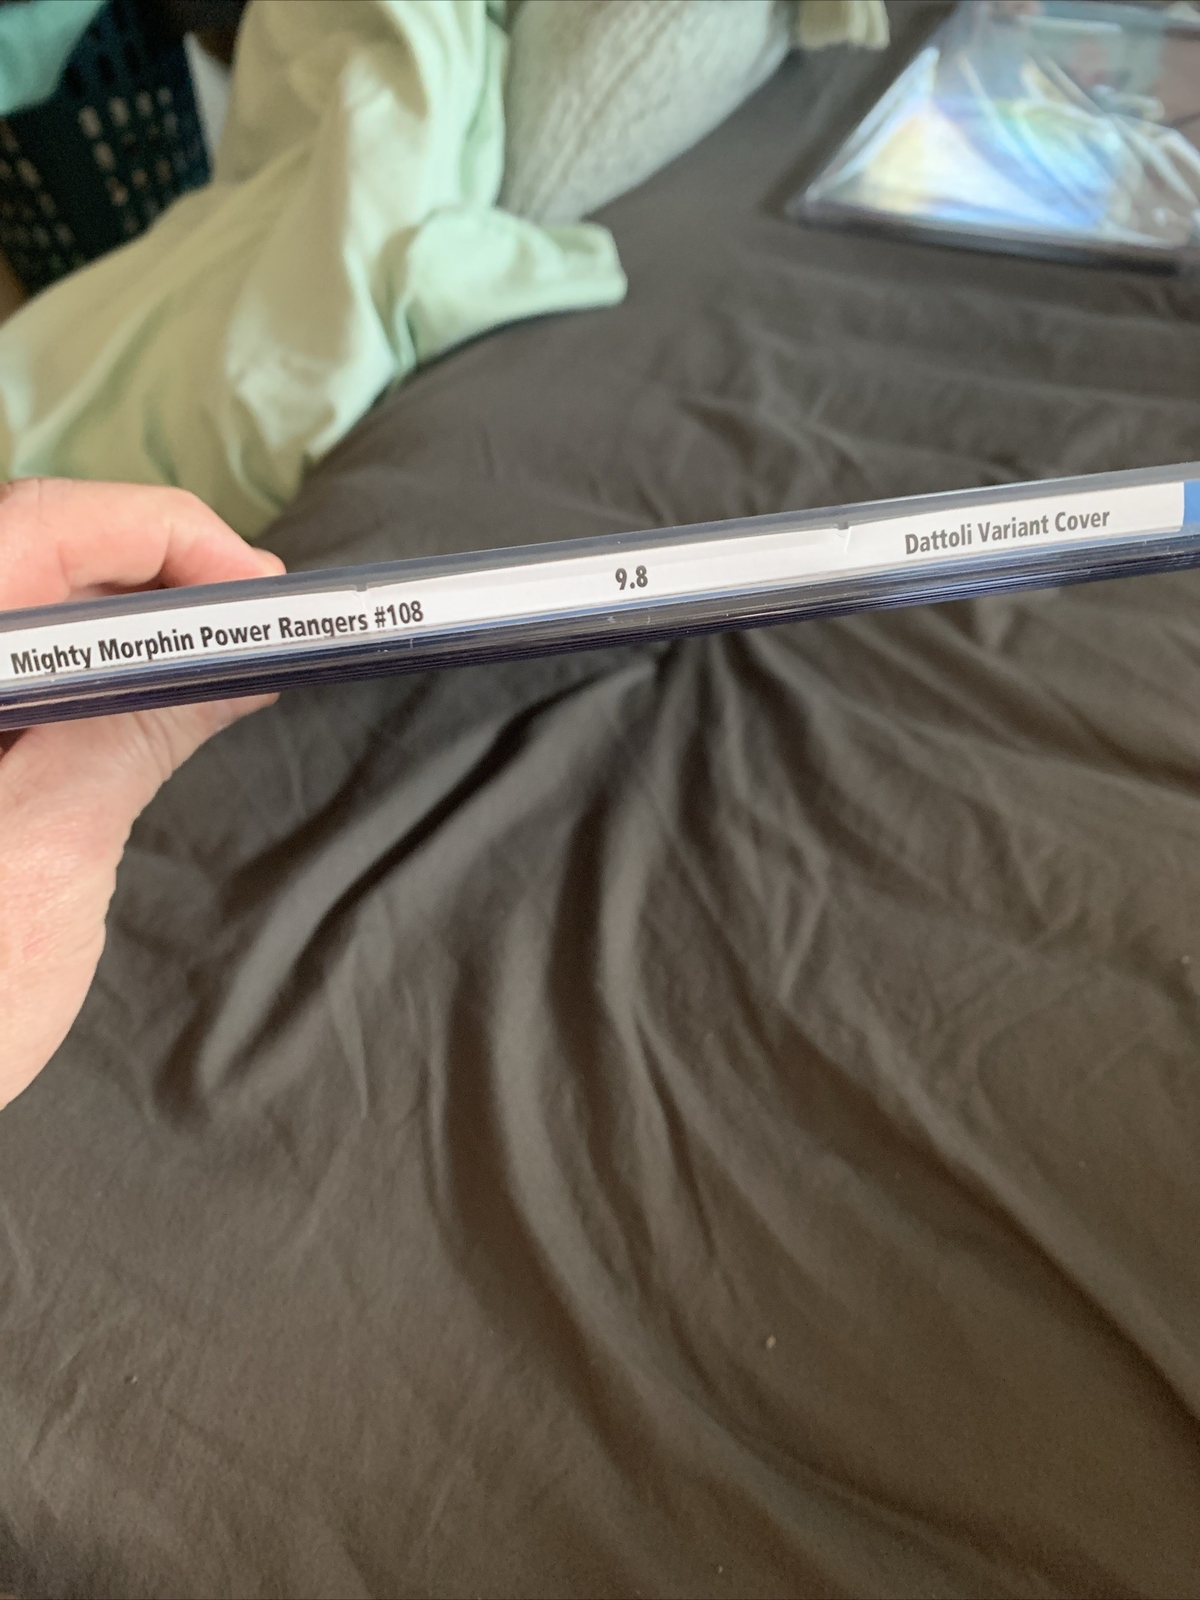 Mighty Morphin Power Rangers #108
9.8
Dattoli Variant Cover